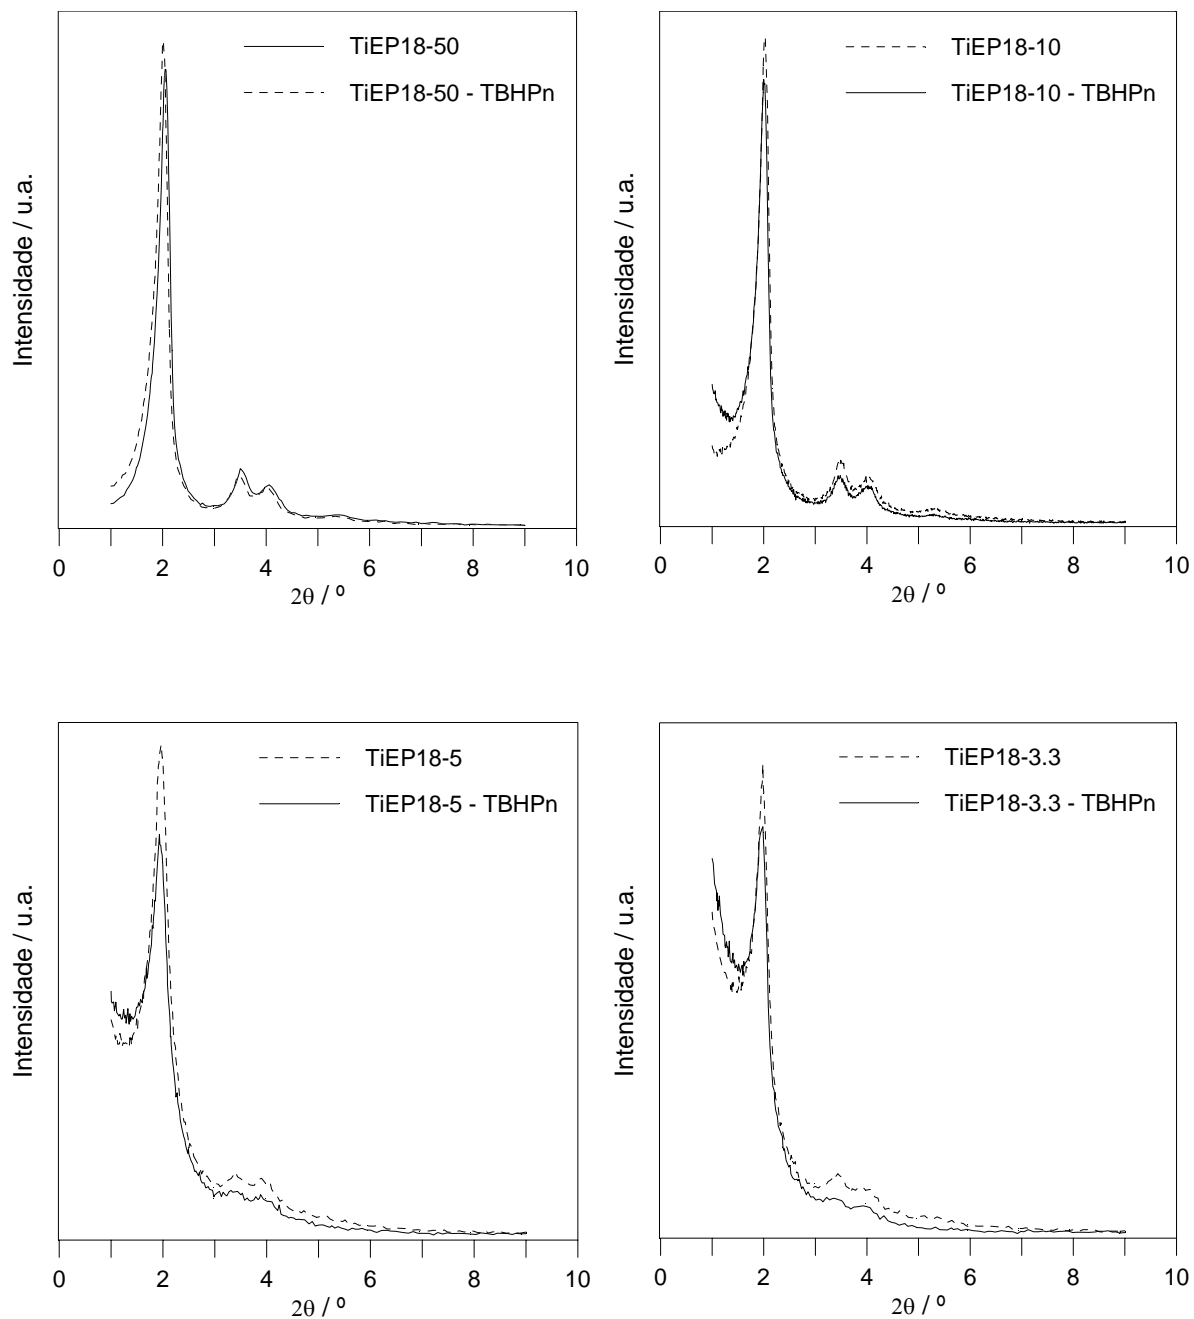 TiEP18-50
TiEP18-50 - TBHPn
Intensidade / u.a.
0 2 4 6 8 10
2θ / º
TiEP18-10
TiEP18-10 - TBHPn
Intensidade / u.a.
0 2 4 6 8 10
2θ / º
TiEP18-5
TiEP18-5 - TBHPn
Intensidade / u.a.
0 2 4 6 8 10
2θ / º
TiEP18-3.3
TiEP18-3.3 - TBHPn
Intensidade / u.a.
0 2 4 6 8 10
2θ / º